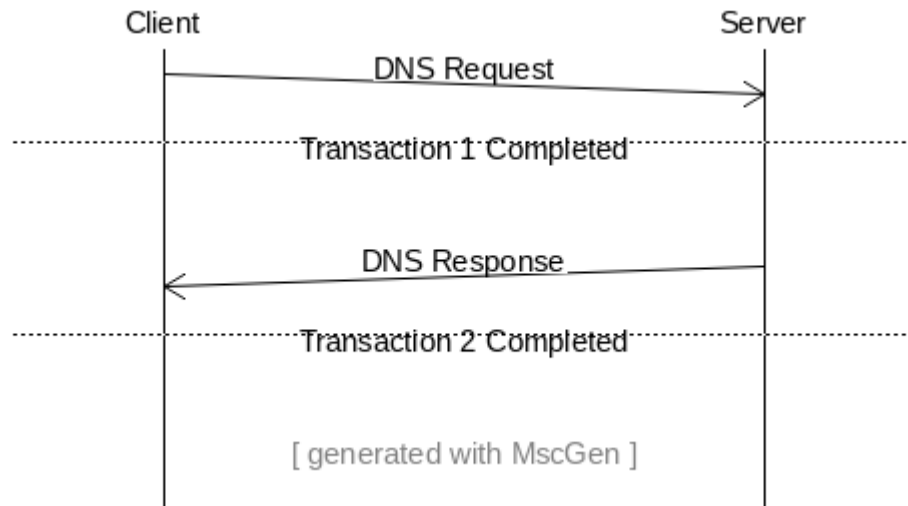 Client
Server
DNS Request
Transaction 1 Completed
DNS Response
Transaction 2 Completed
[ generated with MscGen ]